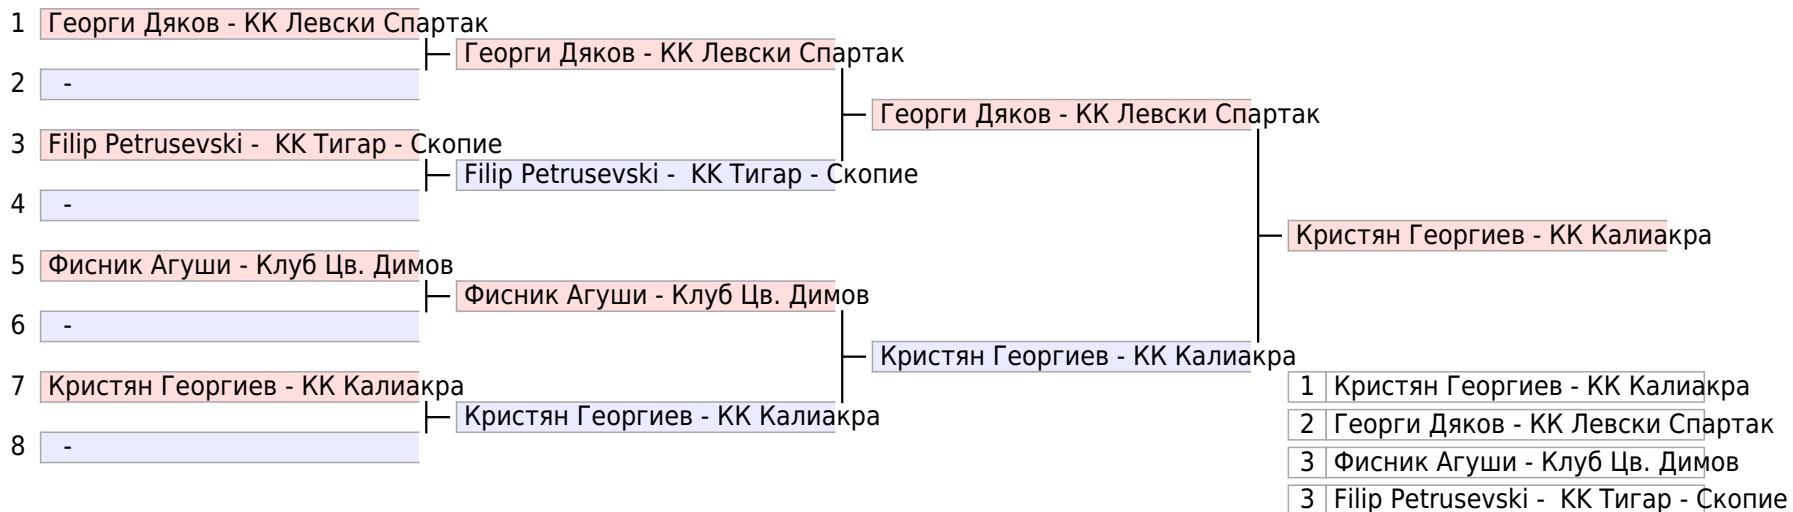 1 Георги Дяков - КК Левски Спартак
Георги Дяков - КК Левски Спартак
2 -
Георги Дяков - КК Левски Спартак
3 Filip Petrusevski -  КК Тигар - Скопие
Filip Petrusevski -  КК Тигар - Скопие
4 -
Кристян Георгиев - КК Калиакра
5 Фисник Агуши - Клуб Цв. Димов
Фисник Агуши - Клуб Цв. Димов
6 -
Кристян Георгиев - КК Калиакра
7 Кристян Георгиев - КК Калиакра
Кристян Георгиев - КК Калиакра
8 -
1 Кристян Георгиев - КК Калиакра
2 Георги Дяков - КК Левски Спартак
3 Фисник Агуши - Клуб Цв. Димов
3 Filip Petrusevski -  КК Тигар - Скопие